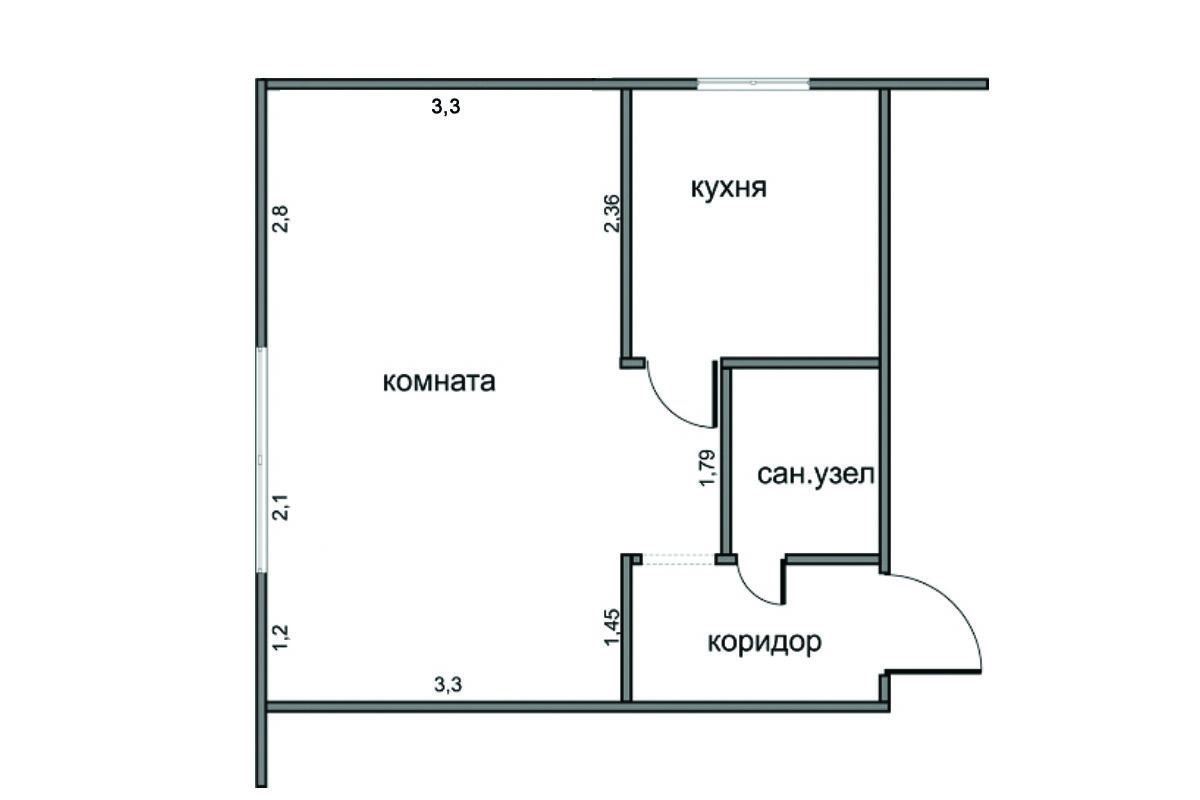 3,3
кухня
2,8
2,36
комната
1,79
сан.узел
2,1
1,2
1,45
коридор
3,3